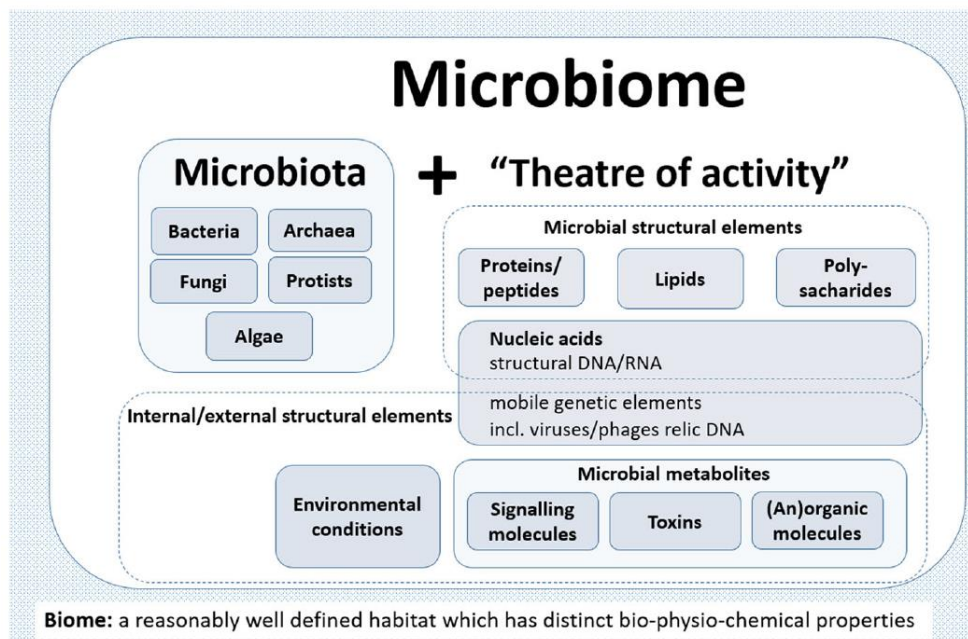 Microbiome
Microbiota + “Theatre of activity”
Bacteria
Archaea
Fungi
Protists
Algae
Microbial structural elements
Proteins/
peptides
Lipids
Poly-
sacharides
Nucleic acids
structural DNA/RNA
mobile genetic elements
incl. viruses/phages relic DNA
Internal/external structural elements
Environmental
conditions
Microbial metabolites
Signalling
molecules
Toxins
(An)organic
molecules
Biome: a reasonably well defined habitat which has distinct bio-physio-chemical properties